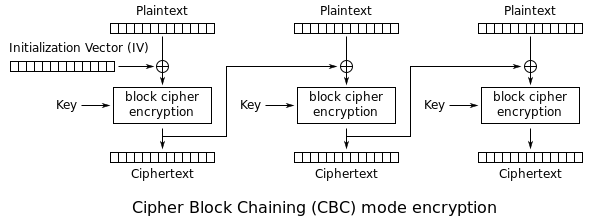 Plaintext
Plaintext
Plaintext
Initialization Vector (IV)
Key
block cipher
encryption
Key
block cipher
encryption
Key
block cipher
encryption
Ciphertext
Ciphertext
Ciphertext
Cipher Block Chaining (CBC) mode encryption